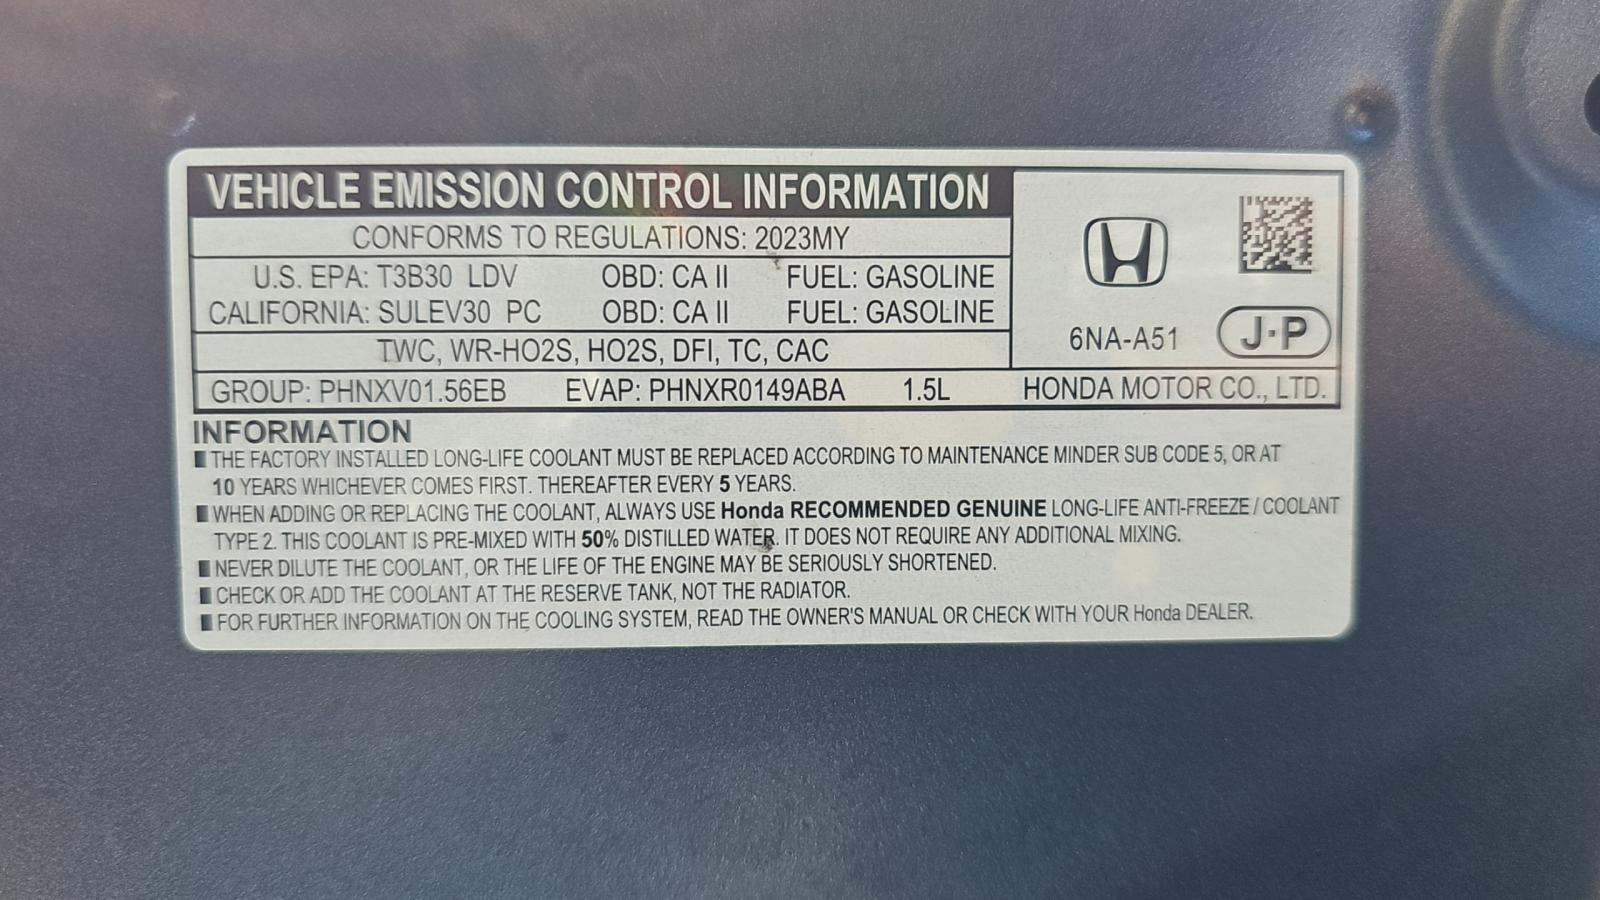 VEHICLE EMISSION CONTROL INFORMATION
CONFORMS TO REGULATIONS: 2023MY
U.S. EPA: T3B30 LDV OBD: CA II FUEL: GASOLINE
CALIFORNIA: SULEV30 PC OBD: CA II FUEL: GASOLINE
6NA-A51 J·P
TWC, WR-HO2S, HO2S, DFI, TC, CAC
GROUP: PHNXV01.56EB EVAP: PHNXR0149ABA 1.5L HONDA MOTOR CO., LTD.
INFORMATION
THE FACTORY INSTALLED LONG-LIFE COOLANT MUST BE REPLACED ACCORDING TO MAINTENANCE MINDER SUB CODE 5, OR AT
10 YEARS WHICHEVER COMES FIRST. THEREAFTER EVERY 5 YEARS.
WHEN ADDING OR REPLACING THE COOLANT, ALWAYS USE Honda RECOMMENDED GENUINE LONG-LIFE ANTI-FREEZE / COOLANT
TYPE 2. THIS COOLANT IS PRE-MIXED WITH 50% DISTILLED WATER. IT DOES NOT REQUIRE ANY ADDITIONAL MIXING.
NEVER DILUTE THE COOLANT, OR THE LIFE OF THE ENGINE MAY BE SERIOUSLY SHORTENED.
CHECK OR ADD THE COOLANT AT THE RESERVE TANK, NOT THE RADIATOR.
FOR FURTHER INFORMATION ON THE COOLING SYSTEM, READ THE OWNER'S MANUAL OR CHECK WITH YOUR Honda DEALER.